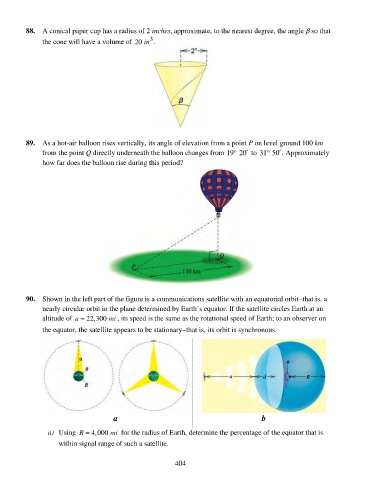 88. A conical paper cup has a radius of 2 inches, approximate, to the nearest degree, the angle β so that
the cone will have a volume of 20 in³.
2"
β
89. As a hot-air balloon rises vertically, its angle of elevation from a point P on level ground 100 km
from the point Q directly underneath the balloon changes from 19° 20′ to 31° 50′. Approximately
how far does the balloon rise during this period?
Q
P
110 km
90. Shown in the left part of the figure is a communications satellite with an equatorial orbit–that is, a
nearly circular orbit in the plane determined by Earth's equator. If the satellite circles Earth at an
altitude of a = 22,300 mi, its speed is the same as the rotational speed of Earth; to an observer on
the equator, the satellite appears to be stationary–that is, its orbit is synchronous.
a
θ
R
θ
a
d
R
a
b
a) Using R = 4,000 mi for the radius of Earth, determine the percentage of the equator that is
within signal range of such a satellite.
404